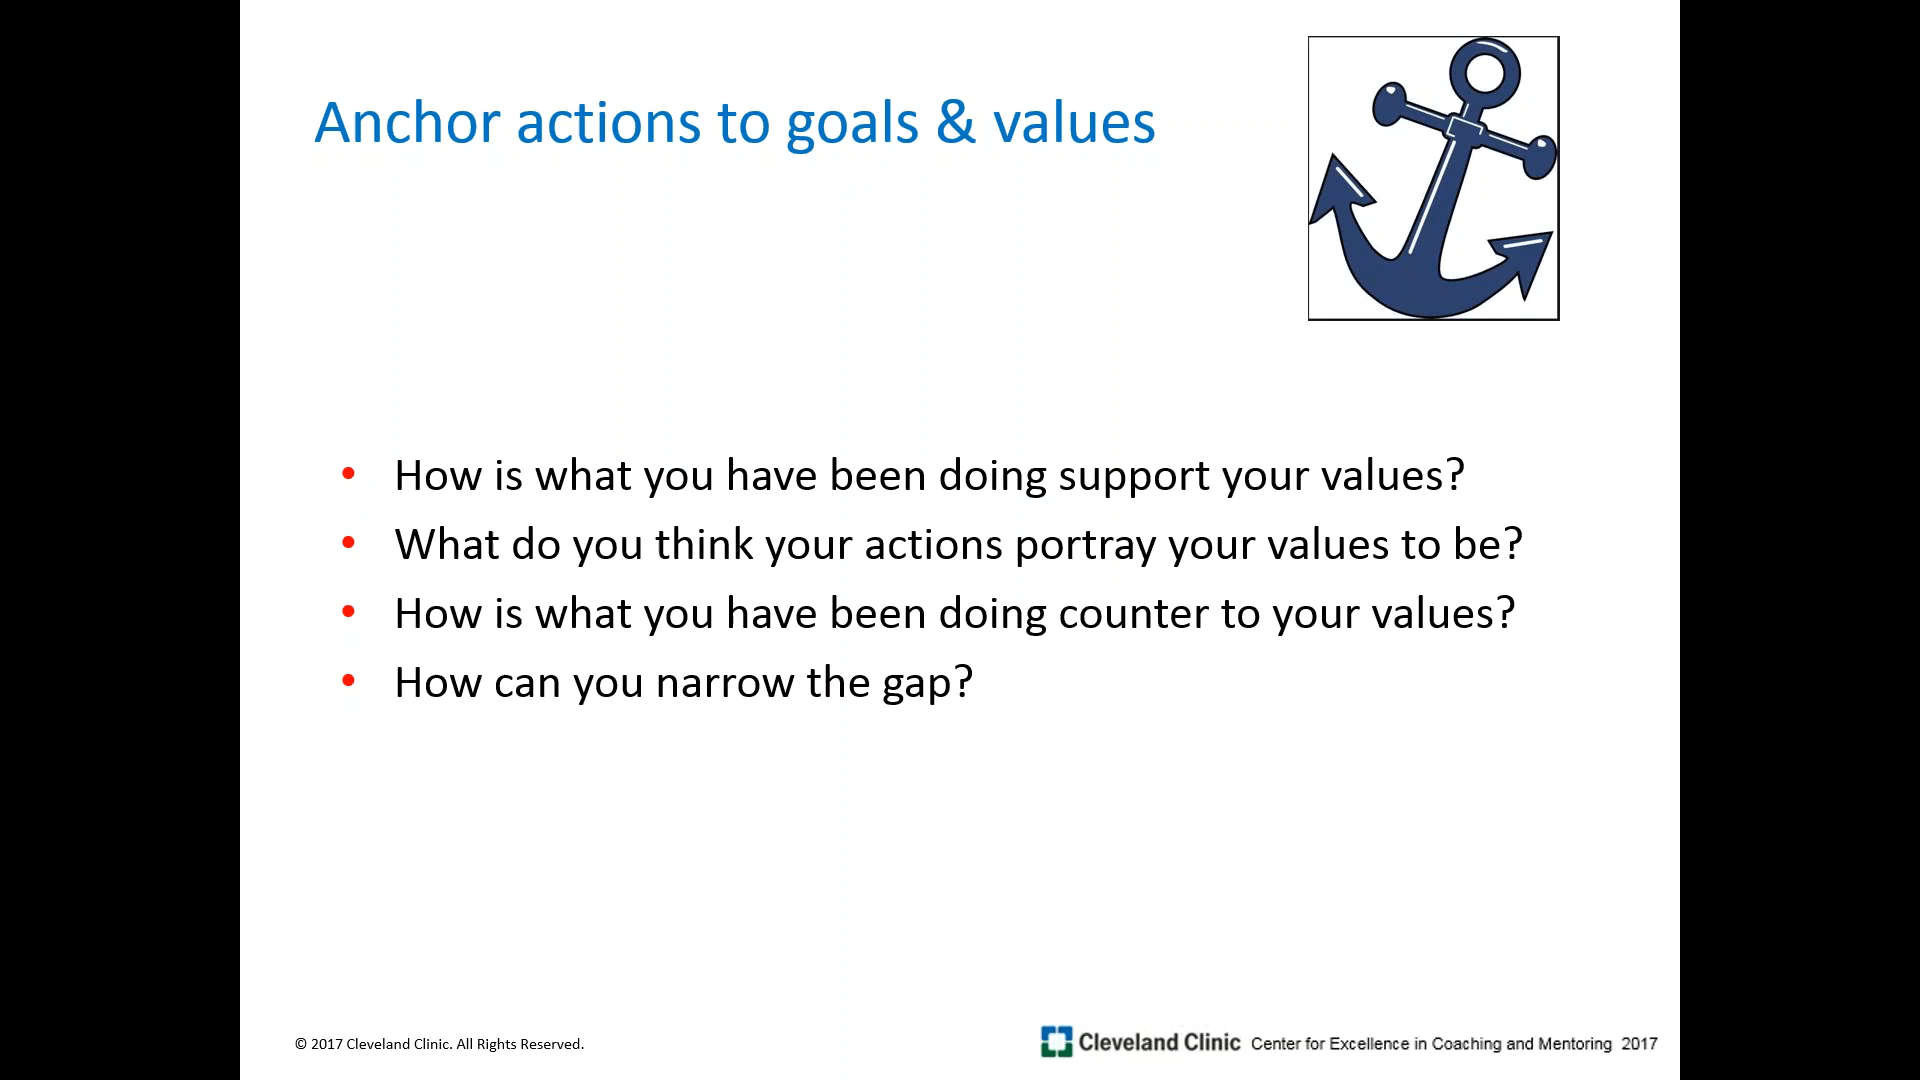 Anchor actions to goals & values
• How is what you have been doing support your values?
• What do you think your actions portray your values to be?
• How is what you have been doing counter to your values?
• How can you narrow the gap?
© 2017 Cleveland Clinic. All Rights Reserved.
Cleveland Clinic Center for Excellence in Coaching and Mentoring 2017